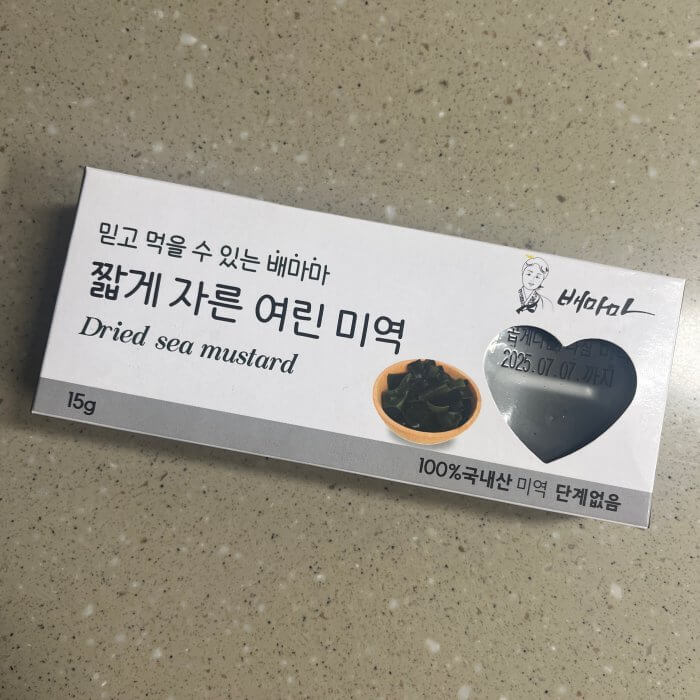 믿고 먹을 수 있는 배마마
짧게 자른 여린 미역
Dried sea mustard
15g
배마마
2025.07.07.까지
100%국내산 미역 단계없음